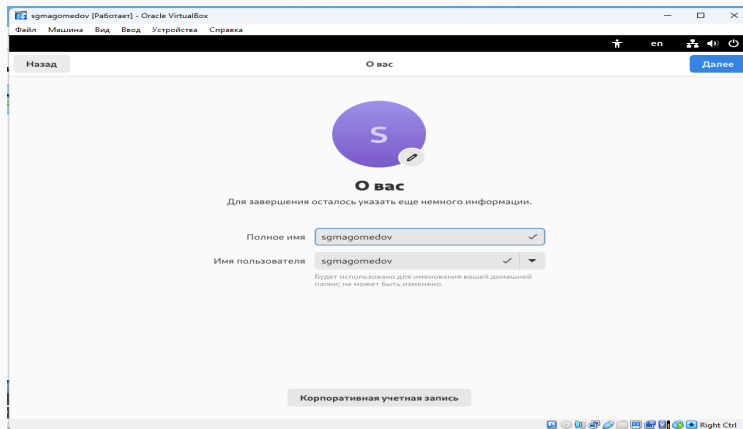 sgmagomedov [Работает] - Oracle VirtualBox
Файл Машина Вид Ввод Устройства Справка
en
Назад О вас Далее
S
О вас
Для завершения осталось указать еще немного информации.
Полное имя sgmagomedov
Имя пользователя sgmagomedov
Будет использовано для именования вашей домашней
папки; не может быть изменено.
Корпоративная учетная запись
Right Ctrl